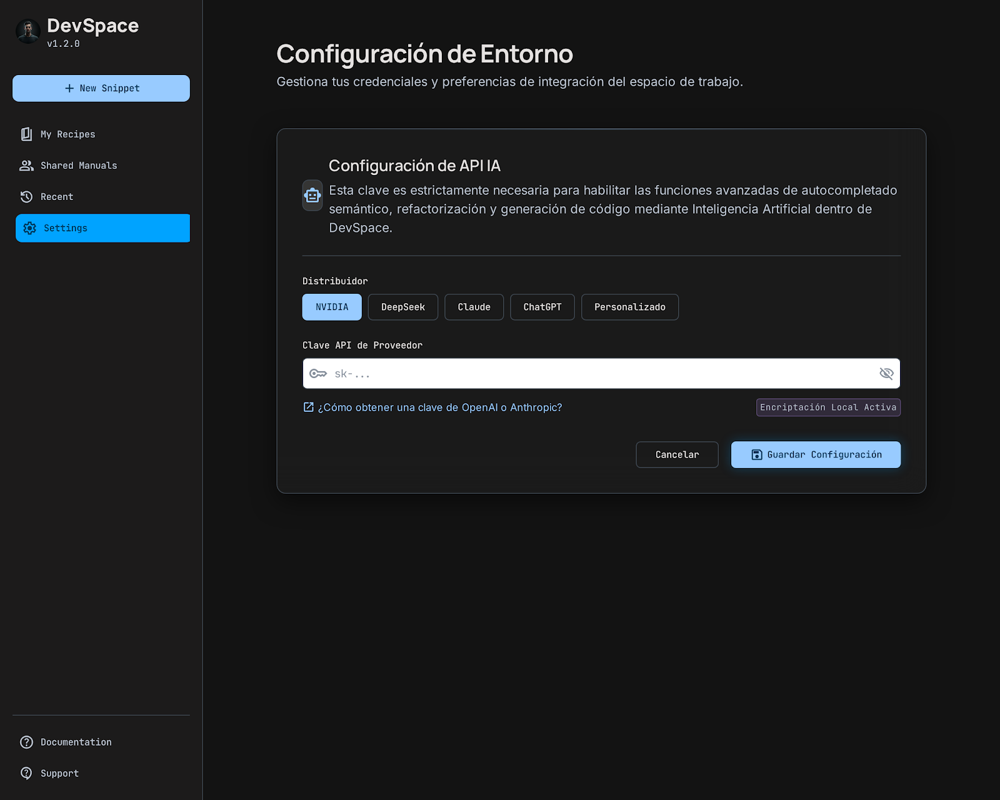 DevSpace
v1.2.0
New Snippet
My Recipes
Shared Manuals
Recent
Settings
Documentation
Support
Configuración de Entorno
Gestiona tus credenciales y preferencias de integración del espacio de trabajo.
Configuración de API IA
Esta clave es estrictamente necesaria para habilitar las funciones avanzadas de autocompletado
semántico, refactorización y generación de código mediante Inteligencia Artificial dentro de
DevSpace.
Distribuidor
NVIDIA DeepSeek Claude ChatGPT Personalizado
Clave API de Proveedor
sk-...
¿Cómo obtener una clave de OpenAI o Anthropic? Encriptación Local Activa
Cancelar Guardar Configuración